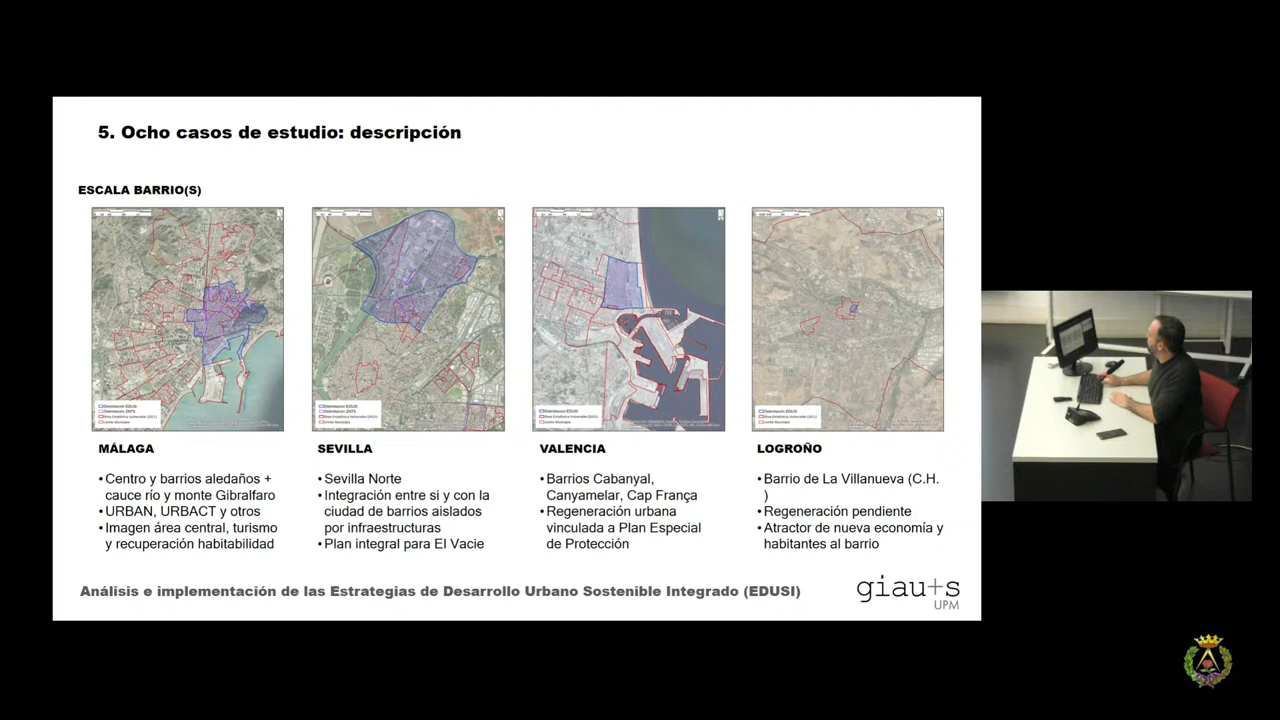 5. Ocho casos de estudio: descripción
ESCALA BARRIO(S)
MÁLAGA
• Centro y barrios aledaños +
cauce río y monte Gibralfaro
• URBAN, URBACT y otros
• Imagen área central, turismo
y recuperación habitabilidad
SEVILLA
• Sevilla Norte
• Integración entre si y con la
ciudad de barrios aislados
por infraestructuras
• Plan integral para El Vacie
VALENCIA
• Barrios Cabanyal,
Canyamelar, Cap França
• Regeneración urbana
vinculada a Plan Especial
de Protección
LOGROÑO
• Barrio de La Villanueva (C.H.
)
• Regeneración pendiente
• Atractor de nueva economía y
habitantes al barrio
Análisis e implementación de las Estrategias de Desarrollo Urbano Sostenible Integrado (EDUSI)
giau+s
UPM